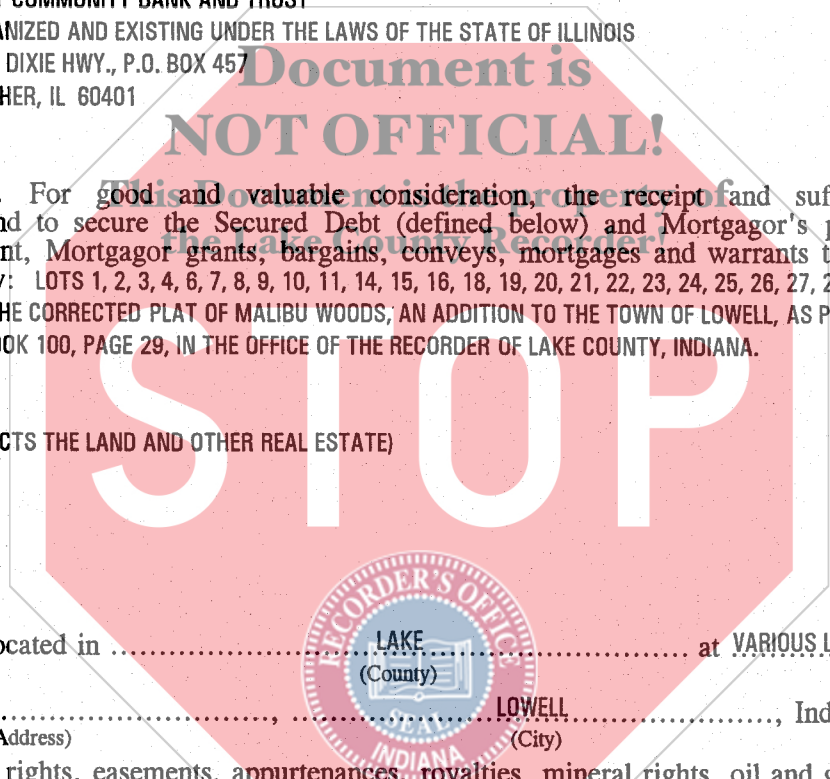 COMMUNITY BANK AND TRUST
ANIZED AND EXISTING UNDER THE LAWS OF THE STATE OF ILLINOIS
DIXIE HWY., P.O. BOX 457
HER, IL 60401
Document is
NOT OFFICIAL!
This Document is the property of
the Lake County Recorder!
. For good and valuable consideration, the receipt and suf
nd to secure the Secured Debt (defined below) and Mortgagor's p
nt, Mortgagor grants, bargains, conveys, mortgages and warrants t
y: LOTS 1, 2, 3, 4, 6, 7, 8, 9, 10, 11, 14, 15, 16, 18, 19, 20, 21, 22, 23, 24, 25, 26, 27, 2
HE CORRECTED PLAT OF MALIBU WOODS, AN ADDITION TO THE TOWN OF LOWELL, AS P
OOK 100, PAGE 29, IN THE OFFICE OF THE RECORDER OF LAKE COUNTY, INDIANA.
CTS THE LAND AND OTHER REAL ESTATE)
STOP
RECORDER'S OFFICE
ocated in ........ LAKE ........ at VARIOUS L
(County)
SEAL
........, ........ LOWELL ........, Ind
Address) (City)
INDIANA
rights, easements, appurtenances, royalties, mineral rights, oil and